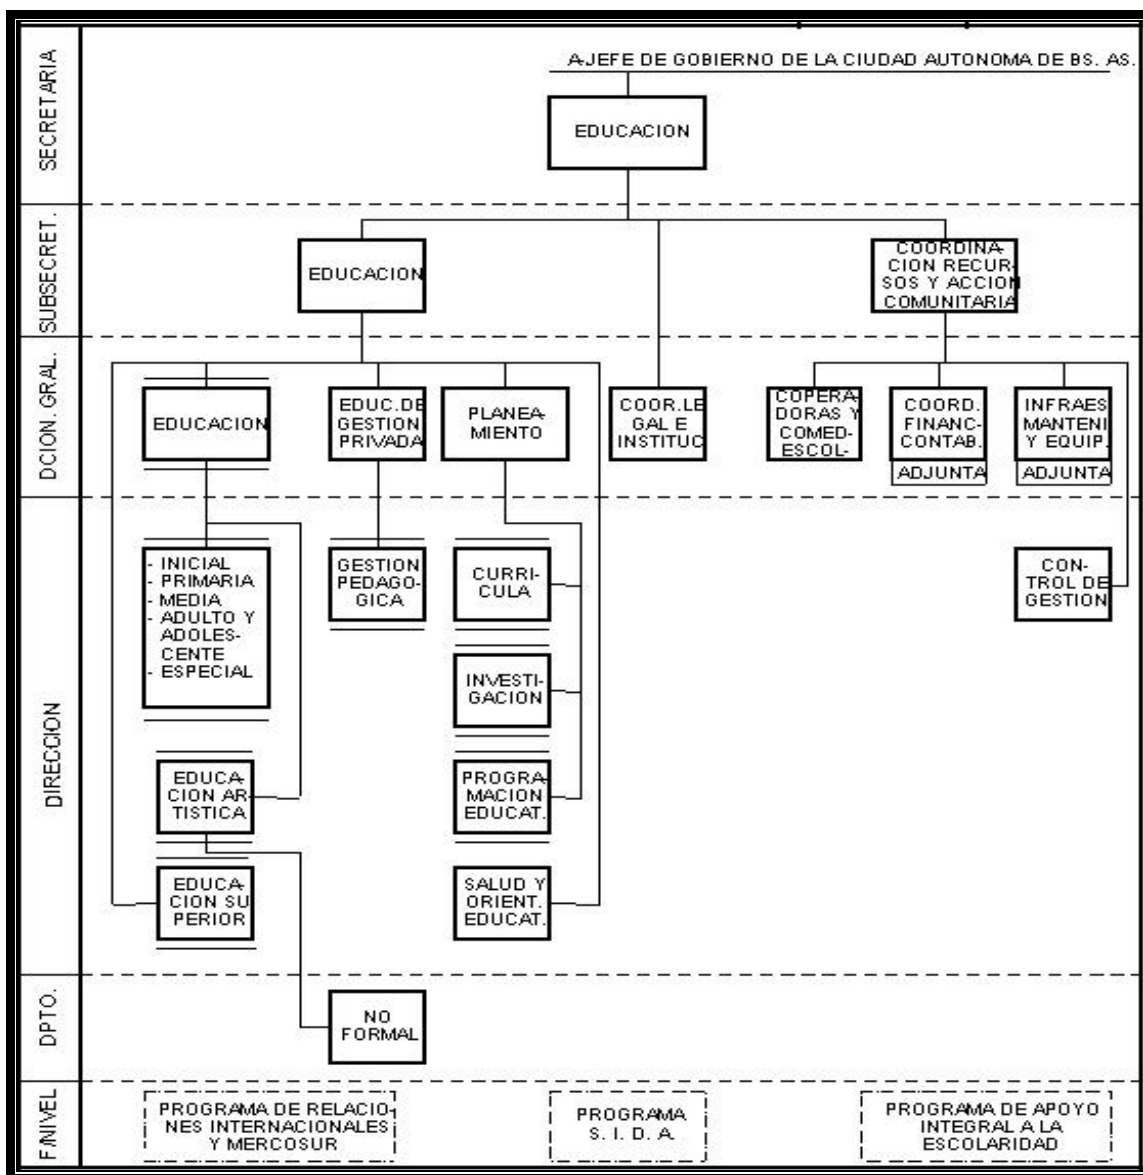 SECRETARIA
A-JEFE DE GOBIERNO DE LA CIUDAD AUTONOMA DE BS. AS.
EDUCACION
SUBSECRET.
EDUCACION
COORDINA-
CION RECUR-
SOS Y ACCION
COMUNITARIA
DCION. GRAL.
EDUCACION
EDUC.DE
GESTION
PRIVADA
PLANEA-
MIENTO
COOR.LE
GAL E
INSTITUC
COPERA-
DORAS Y
COMED-
ESCOL-
COORD.
FINANC-
CONTAB.
ADJUNTA
INFRAES
MANTENI
Y EQUIP.
ADJUNTA
DIRECCION
- INICIAL
- PRIMARIA
- MEDIA
- ADULTO Y
ADOLES-
CENTE
- ESPECIAL
GESTION
PEDAGO-
GICA
CURRI-
CULA
CON-
TROL DE
GESTION
INVESTI-
GACION
EDUCA-
CION AR-
TISTICA
PROGRA-
MACION
EDUCAT.
EDUCA-
CION SU
PERIOR
SALUD Y
ORIENT.
EDUCAT.
DPTO.
NO
FORMAL
F/NIVEL
PROGRAMA DE RELACIO-
NES INTERNACIONALES
Y MERCOSUR
PROGRAMA
S. I. D. A.
PROGRAMA DE APOYO
INTEGRAL A LA
ESCOLARIDAD